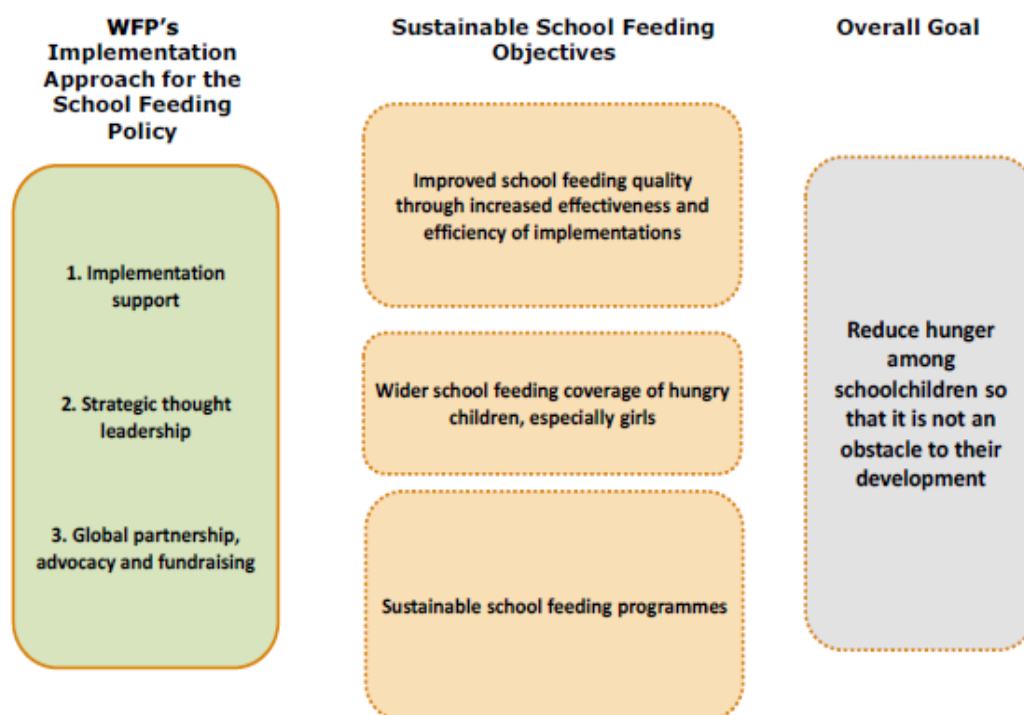 WFP's
Implementation
Approach for the
School Feeding
Policy
1. Implementation
support
2. Strategic thought
leadership
3. Global partnership,
advocacy and fundraising
Sustainable School Feeding
Objectives
Improved school feeding quality
through increased effectiveness and
efficiency of implementations
Wider school feeding coverage of hungry
children, especially girls
Sustainable school feeding programmes
Overall Goal
Reduce hunger
among
schoolchildren so
that it is not an
obstacle to their
development